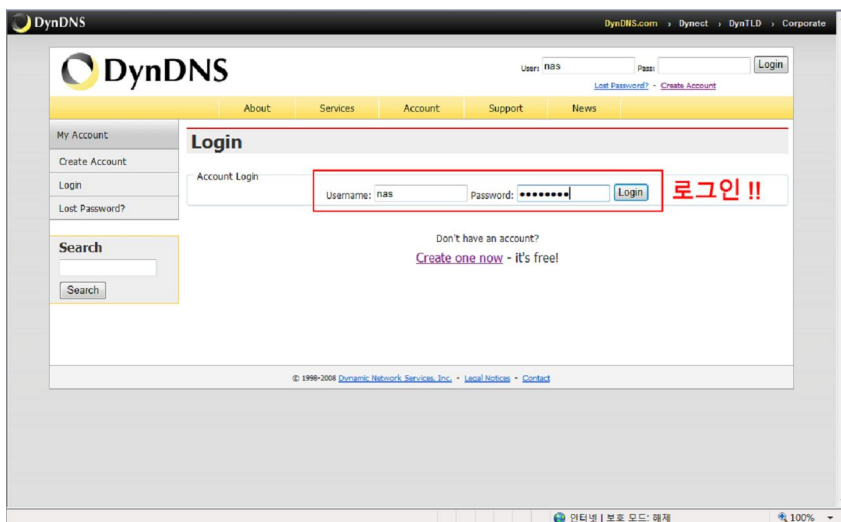 DynDNS
DynDNS.com › Dynect › DynTLD › Corporate
DynDNS
User: nas Pass: Login
Lost Password? - Create Account
About Services Account Support News
My Account
Create Account
Login
Lost Password?
Search
Search
Login
Account Login
Username: nas Password: •••••••• Login
로그인 !!
Don't have an account?
Create one now - it's free!
© 1998-2008 Dynamic Network Services, Inc. - Legal Notices - Contact
인터넷 | 보호 모드: 해제
100%